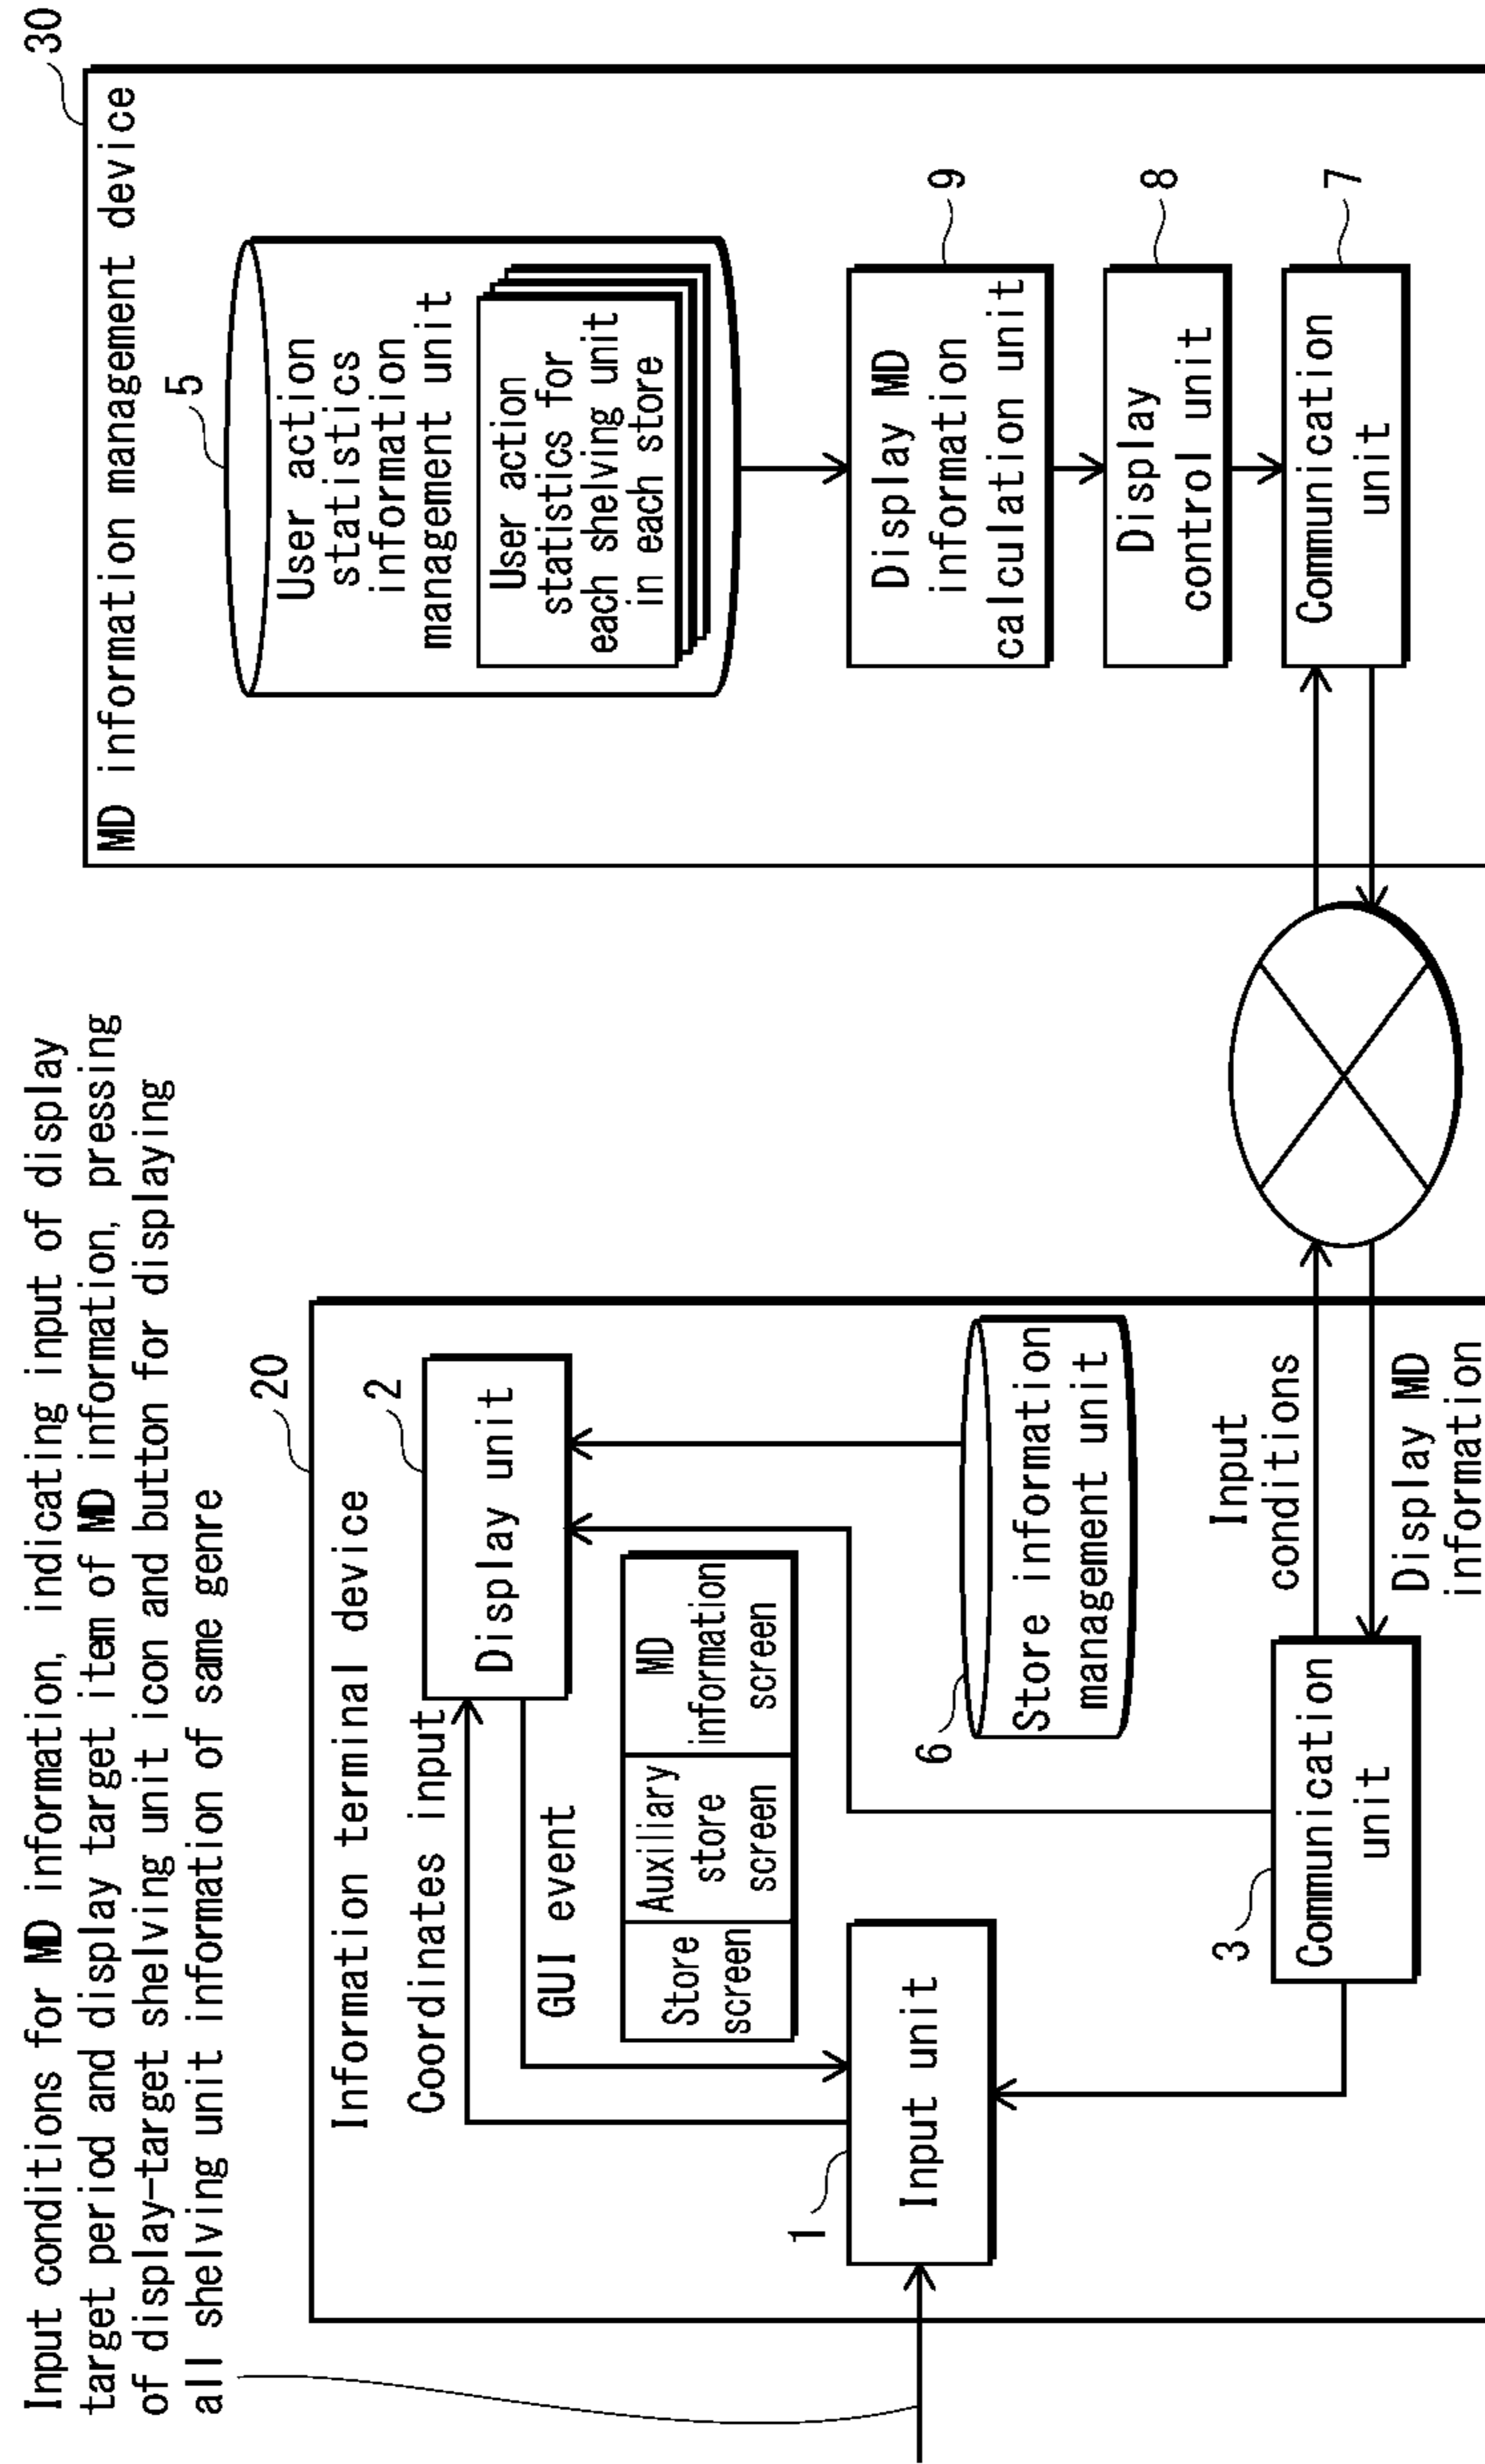 Input conditions for MD information, indicating input of display
target period and display target item of MD information, pressing
of display-target shelving unit icon and button for displaying
all shelving unit information of same genre
20
Information terminal device
Coordinates input
2
Display unit
GUI event
Store
screen
Auxiliary
store
screen
MD
information
screen
1
Input unit
6
Store information
management unit
3
Communication
unit
Input
conditions
Display MD
information
30
MD information management device
5
User action
statistics
information
management unit
User action
statistics for
each shelving unit
in each store
9
Display MD
information
calculation unit
8
Display
control unit
7
Communication
unit